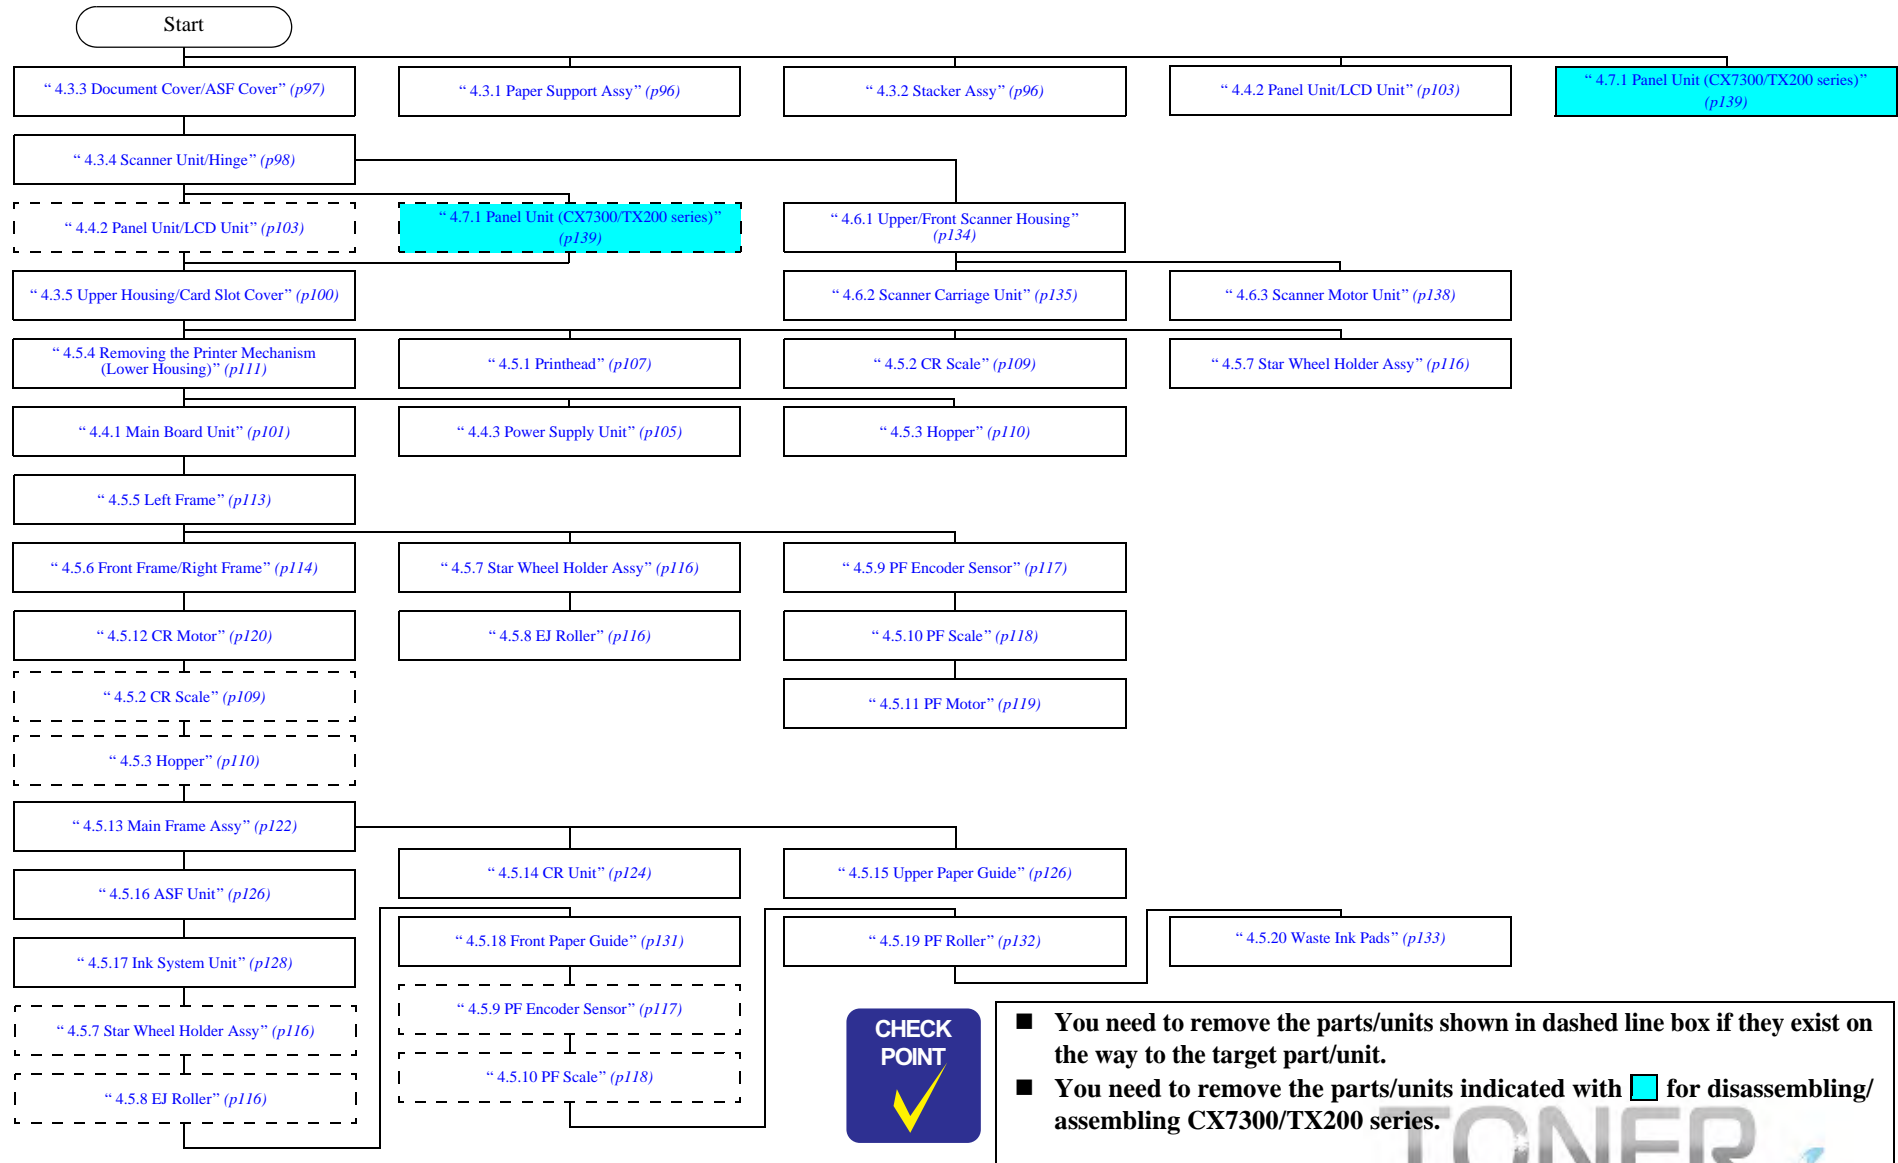 Start
“ 4.3.3 Document Cover/ASF Cover” (p97)
“ 4.3.1 Paper Support Assy” (p96)
“ 4.3.2 Stacker Assy” (p96)
“ 4.4.2 Panel Unit/LCD Unit” (p103)
“ 4.7.1 Panel Unit (CX7300/TX200 series)”
(p139)
“ 4.3.4 Scanner Unit/Hinge” (p98)
“ 4.4.2 Panel Unit/LCD Unit” (p103)
“ 4.7.1 Panel Unit (CX7300/TX200 series)”
(p139)
“ 4.6.1 Upper/Front Scanner Housing”
(p134)
“ 4.3.5 Upper Housing/Card Slot Cover” (p100)
“ 4.6.2 Scanner Carriage Unit” (p135)
“ 4.6.3 Scanner Motor Unit” (p138)
“ 4.5.4 Removing the Printer Mechanism
(Lower Housing)” (p111)
“ 4.5.1 Printhead” (p107)
“ 4.5.2 CR Scale” (p109)
“ 4.5.7 Star Wheel Holder Assy” (p116)
“ 4.4.1 Main Board Unit” (p101)
“ 4.4.3 Power Supply Unit” (p105)
“ 4.5.3 Hopper” (p110)
“ 4.5.5 Left Frame” (p113)
“ 4.5.6 Front Frame/Right Frame” (p114)
“ 4.5.7 Star Wheel Holder Assy” (p116)
“ 4.5.9 PF Encoder Sensor” (p117)
“ 4.5.12 CR Motor” (p120)
“ 4.5.8 EJ Roller” (p116)
“ 4.5.10 PF Scale” (p118)
“ 4.5.2 CR Scale” (p109)
“ 4.5.11 PF Motor” (p119)
“ 4.5.3 Hopper” (p110)
“ 4.5.13 Main Frame Assy” (p122)
“ 4.5.14 CR Unit” (p124)
“ 4.5.15 Upper Paper Guide” (p126)
“ 4.5.16 ASF Unit” (p126)
“ 4.5.18 Front Paper Guide” (p131)
“ 4.5.19 PF Roller” (p132)
“ 4.5.20 Waste Ink Pads” (p133)
“ 4.5.17 Ink System Unit” (p128)
“ 4.5.9 PF Encoder Sensor” (p117)
“ 4.5.7 Star Wheel Holder Assy” (p116)
“ 4.5.10 PF Scale” (p118)
“ 4.5.8 EJ Roller” (p116)
CHECK
POINT
■ You need to remove the parts/units shown in dashed line box if they exist on
the way to the target part/unit.
■ You need to remove the parts/units indicated with for disassembling/
assembling CX7300/TX200 series.
TONER